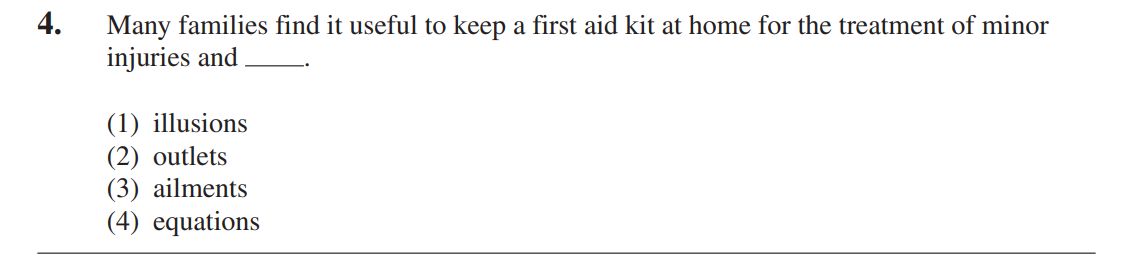 4. Many families find it useful to keep a first aid kit at home for the treatment of minor
injuries and _____.
(1) illusions
(2) outlets
(3) ailments
(4) equations